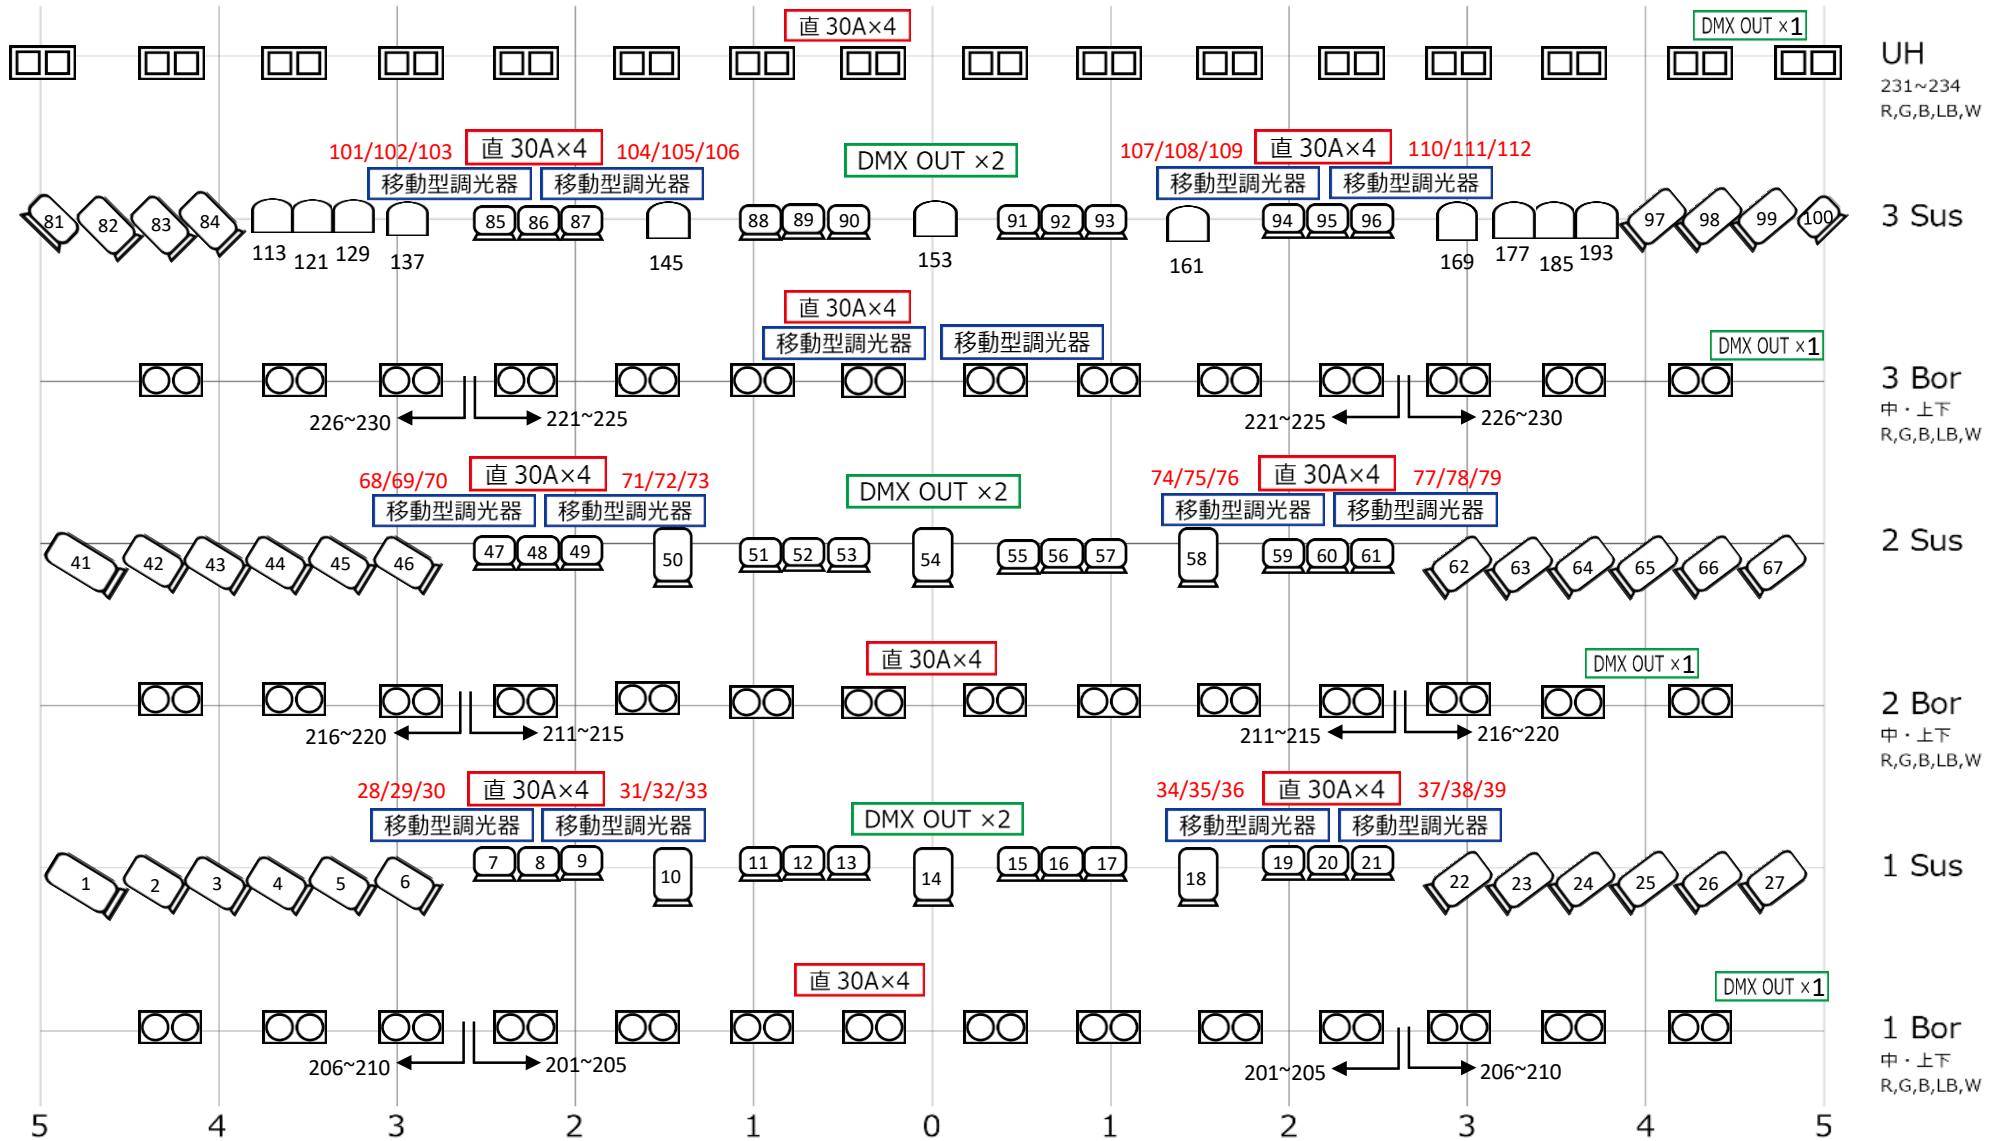 直 30A×4
DMX OUT ×1
UH
231~234
R,G,B,LB,W
101/102/103
直 30A×4
104/105/106
DMX OUT ×2
107/108/109
直 30A×4
110/111/112
移動型調光器
移動型調光器
移動型調光器
移動型調光器
81 82 83 84 85 86 87 88 89 90 91 92 93 94 95 96 97 98 99 100
3 Sus
113 121 129 137 145 153 161 169 177 185 193
直 30A×4
移動型調光器
移動型調光器
DMX OUT ×1
3 Bor
中・上下
R,G,B,LB,W
226~230
221~225
221~225
226~230
68/69/70
直 30A×4
71/72/73
DMX OUT ×2
74/75/76
直 30A×4
77/78/79
移動型調光器
移動型調光器
移動型調光器
移動型調光器
41 42 43 44 45 46 47 48 49 50 51 52 53 54 55 56 57 58 59 60 61 62 63 64 65 66 67
2 Sus
直 30A×4
DMX OUT ×1
2 Bor
中・上下
R,G,B,LB,W
216~220
211~215
211~215
216~220
28/29/30
直 30A×4
31/32/33
DMX OUT ×2
34/35/36
直 30A×4
37/38/39
移動型調光器
移動型調光器
移動型調光器
移動型調光器
1 2 3 4 5 6 7 8 9 10 11 12 13 14 15 16 17 18 19 20 21 22 23 24 25 26 27
1 Sus
直 30A×4
DMX OUT ×1
1 Bor
中・上下
R,G,B,LB,W
206~210
201~205
201~205
206~210
5 4 3 2 1 0 1 2 3 4 5